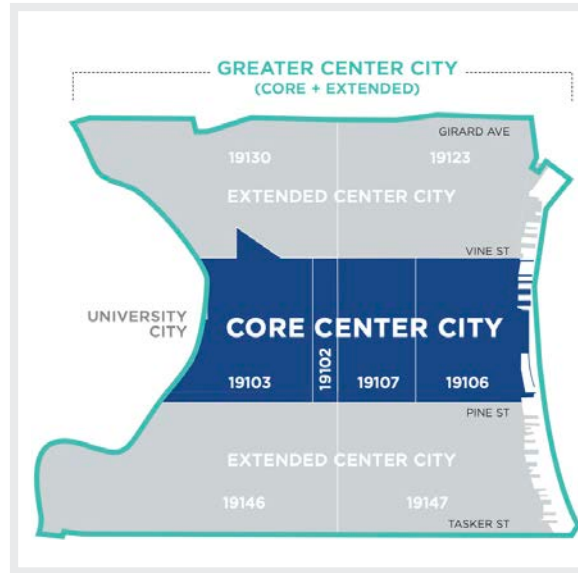 GREATER CENTER CITY
(CORE + EXTENDED)
GIRARD AVE
19130
19123
EXTENDED CENTER CITY
VINE ST
UNIVERSITY
CITY
CORE CENTER CITY
19103
19102
19107
19106
PINE ST
EXTENDED CENTER CITY
19146
19147
TASKER ST